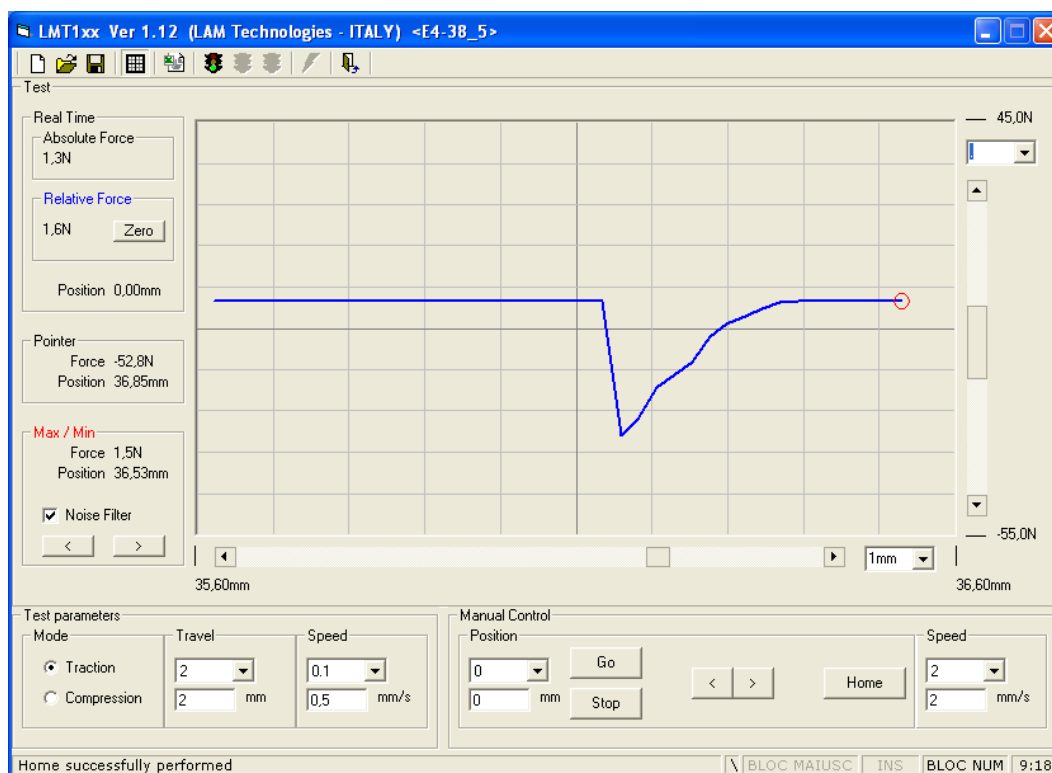 LMT1xx Ver 1.12 (LAM Technologies - ITALY) <E4-38_5>
Test
Real Time
Absolute Force
1,3N
Relative Force
1,6N Zero
Position 0,00mm
Pointer
Force -52,8N
Position 36,85mm
Max / Min
Force 1,5N
Position 36,53mm
Noise Filter
< >
45,0N
-55,0N
1mm
35,60mm 36,60mm
Test parameters
Mode
Traction
Compression
Travel
2
2 mm
Speed
0.1
0,5 mm/s
Manual Control
Position
0 Go
0 mm Stop
< >
Home
Speed
2
2 mm/s
Home successfully performed \ BLOC MAIUSC INS BLOC NUM 9:18